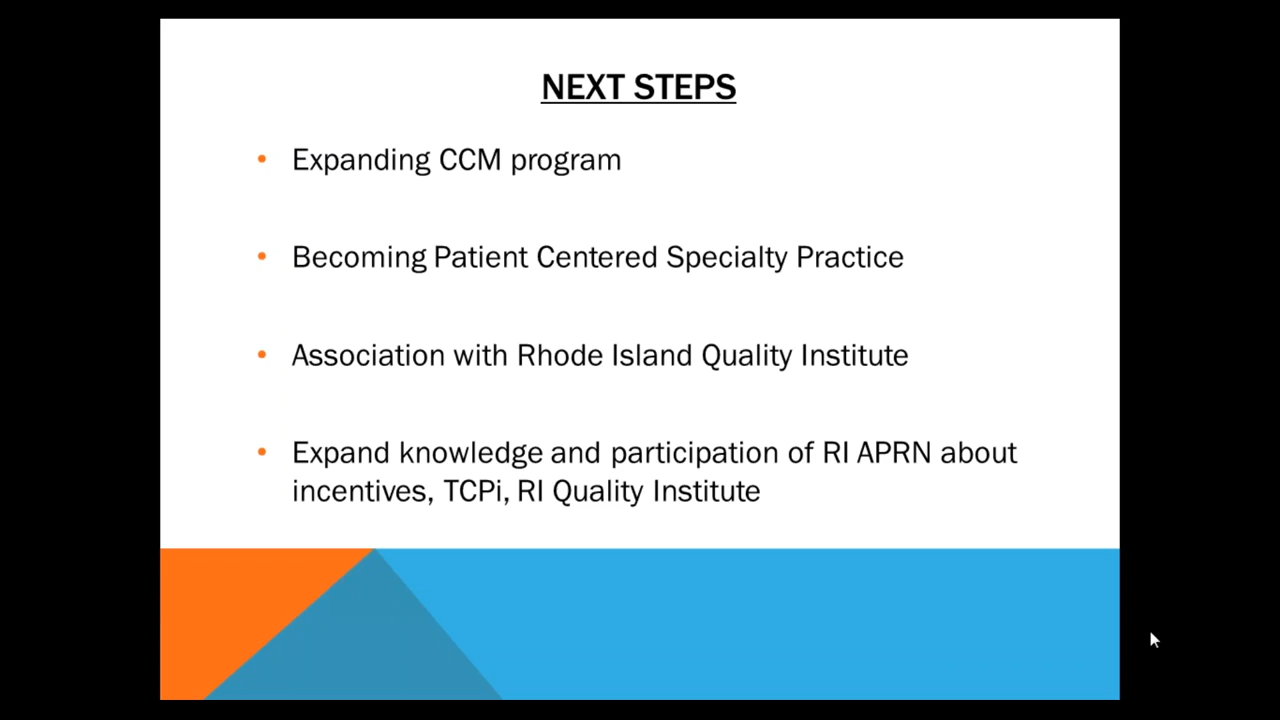 NEXT STEPS
• Expanding CCM program
• Becoming Patient Centered Specialty Practice
• Association with Rhode Island Quality Institute
• Expand knowledge and participation of RI APRN about
incentives, TCPi, RI Quality Institute